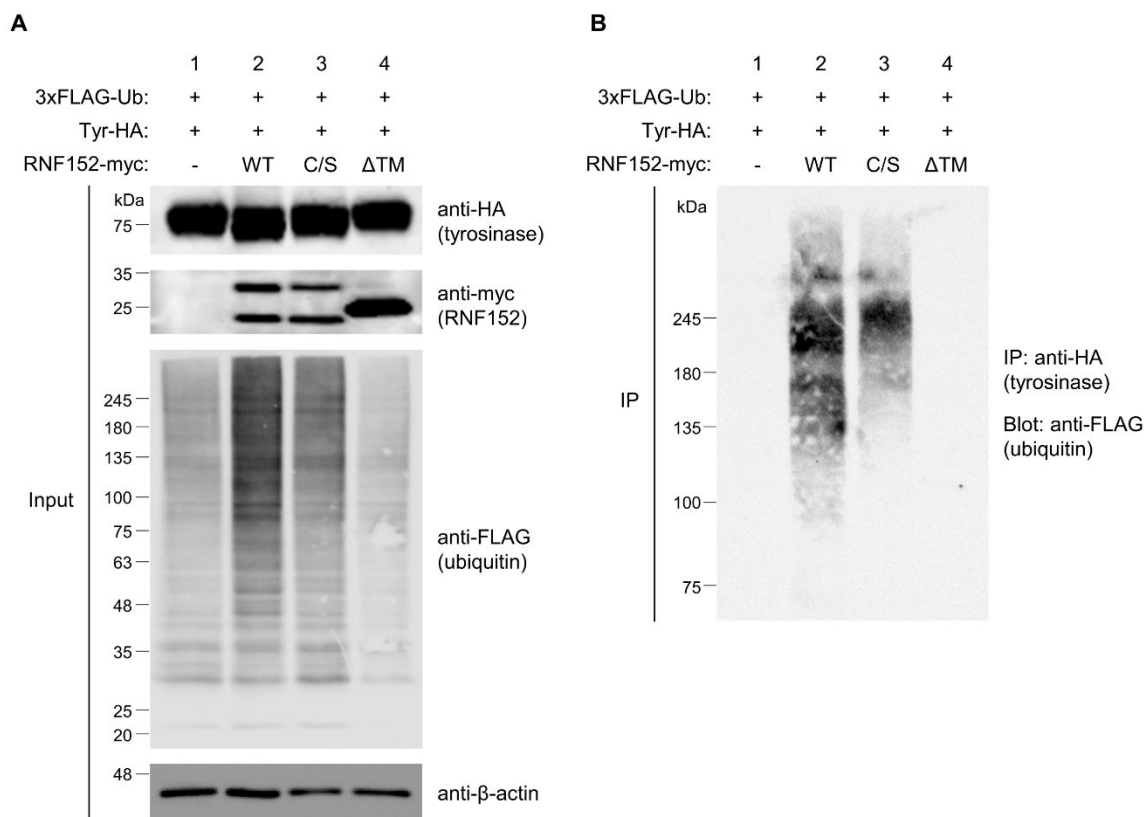 A
1 2 3 4
3xFLAG-Ub: + + + +
Tyr-HA: + + + +
RNF152-myc: - WT C/S ΔTM
kDa
75
anti-HA
(tyrosinase)
35
25
anti-myc
(RNF152)
Input
245
180
135
100
75
63
48
35
25
20
anti-FLAG
(ubiquitin)
48
anti-β-actin
B
1 2 3 4
3xFLAG-Ub: + + + +
Tyr-HA: + + + +
RNF152-myc: - WT C/S ΔTM
kDa
245
180
135
100
75
IP
IP: anti-HA
(tyrosinase)
Blot: anti-FLAG
(ubiquitin)